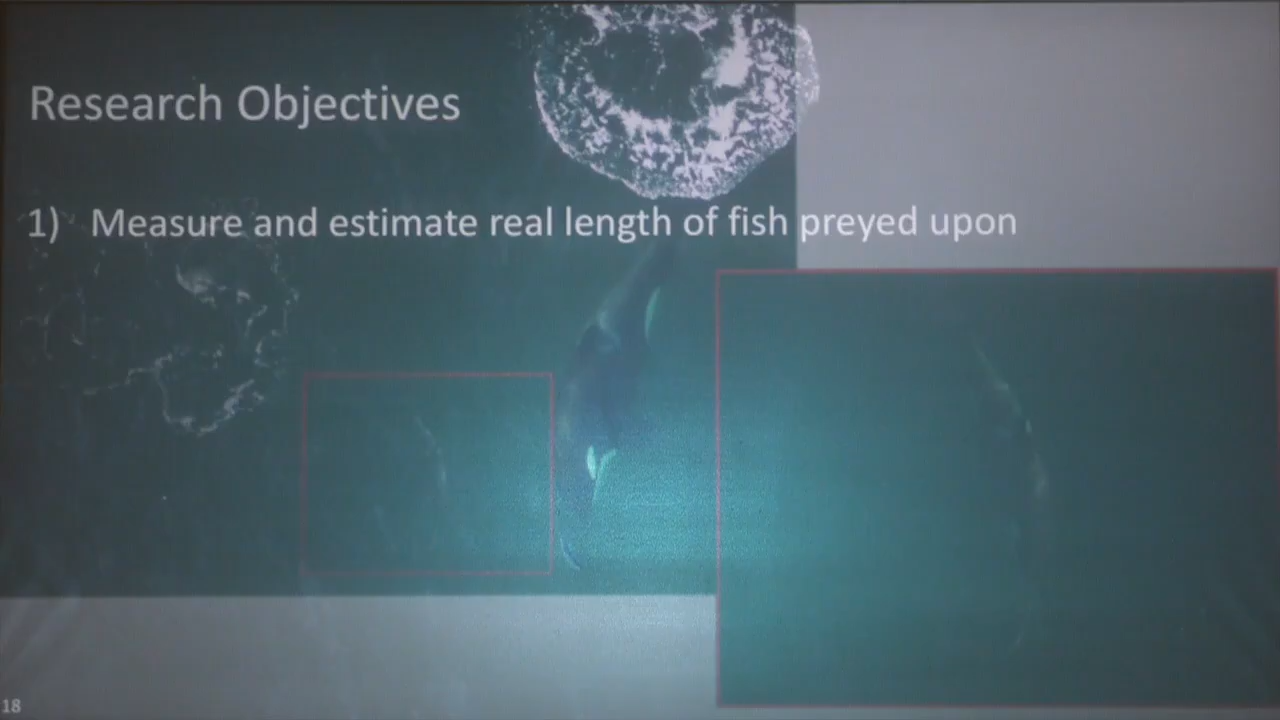 Research Objectives
1) Measure and estimate real length of fish preyed upon
18